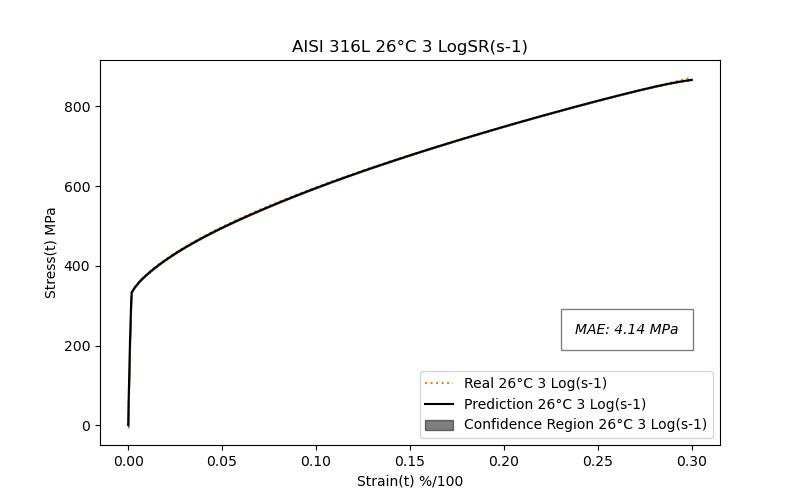 AISI 316L 26°C 3 LogSR(s-1)
Stress(t) MPa
800
600
400
200
0
MAE: 4.14 MPa
Real 26°C 3 Log(s-1)
Prediction 26°C 3 Log(s-1)
Confidence Region 26°C 3 Log(s-1)
0.00 0.05 0.10 0.15 0.20 0.25 0.30
Strain(t) %/100